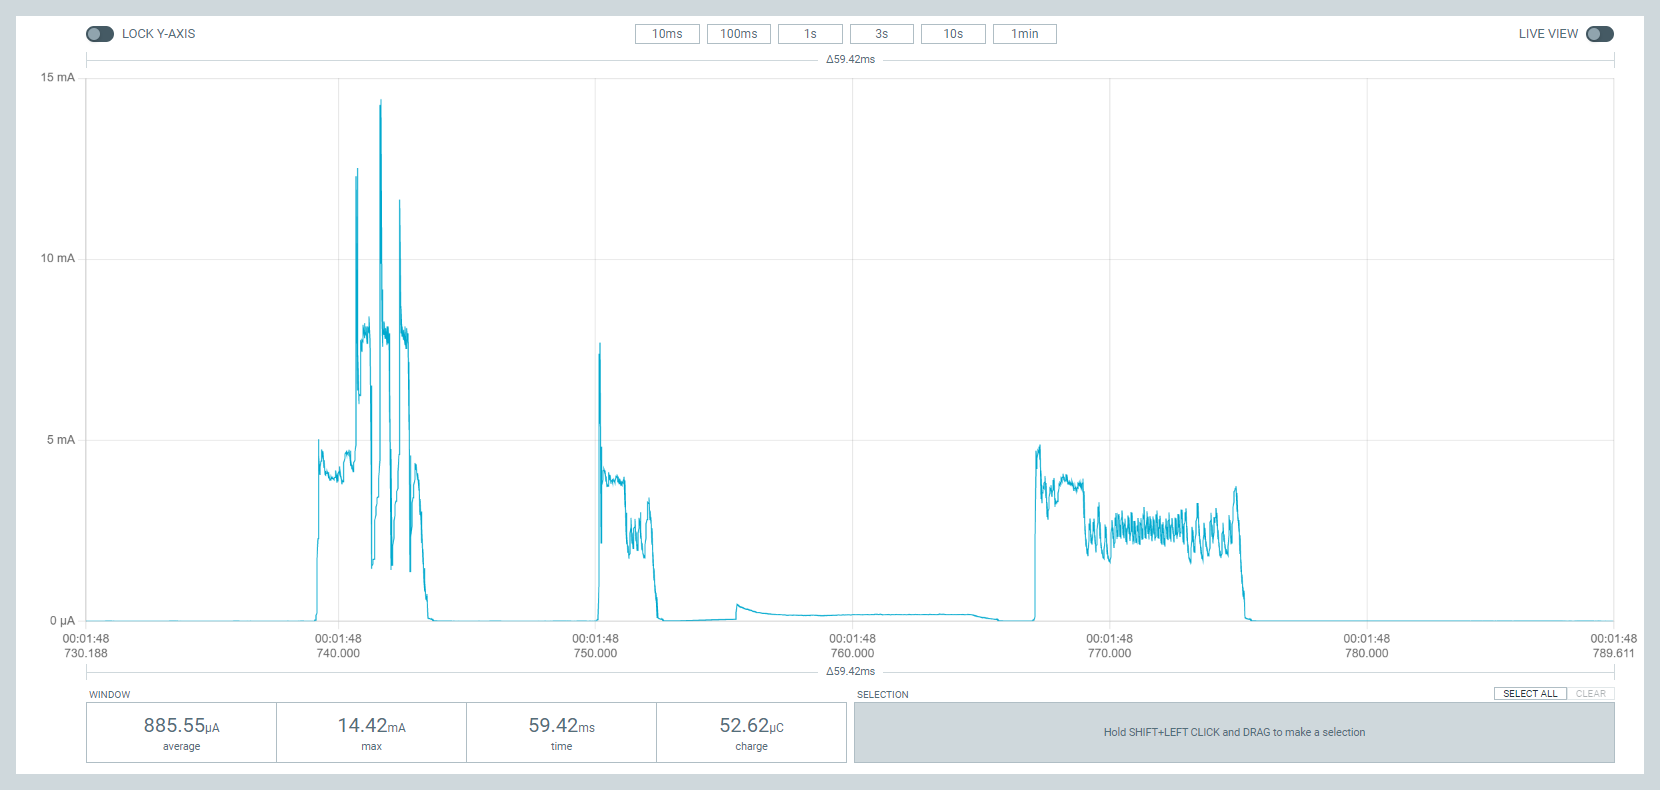 LOCK Y-AXIS
10ms 100ms 1s 3s 10s 1min
LIVE VIEW
Δ59.42ms
15 mA
10 mA
5 mA
0 µA
00:01:48 00:01:48 00:01:48 00:01:48 00:01:48 00:01:48 00:01:48
730.188 740.000 750.000 760.000 770.000 780.000 789.611
Δ59.42ms
WINDOW
885.55µA 14.42mA 59.42ms 52.62µC
average max time charge
SELECTION
SELECT ALL CLEAR
Hold SHIFT+LEFT CLICK and DRAG to make a selection